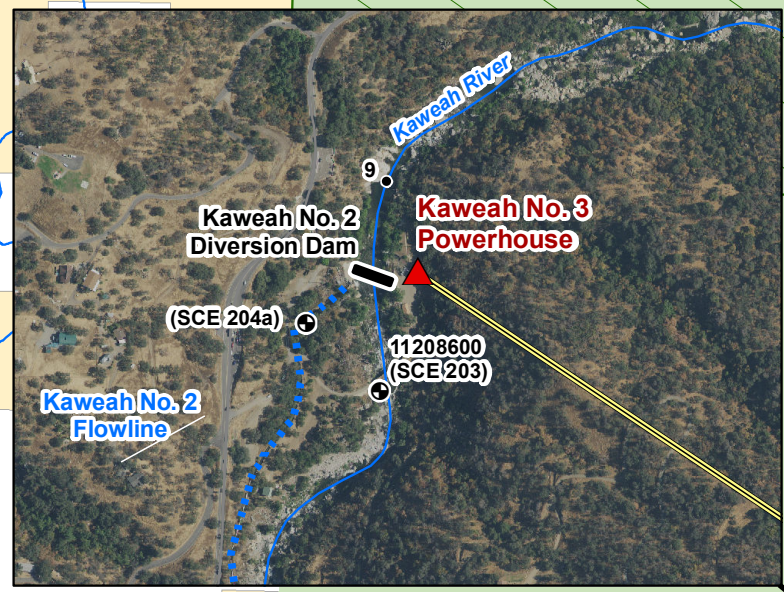 Kaweah River
9
Kaweah No. 2
Diversion Dam
Kaweah No. 3
Powerhouse
(SCE 204a)
11208600
(SCE 203)
Kaweah No. 2
Flowline